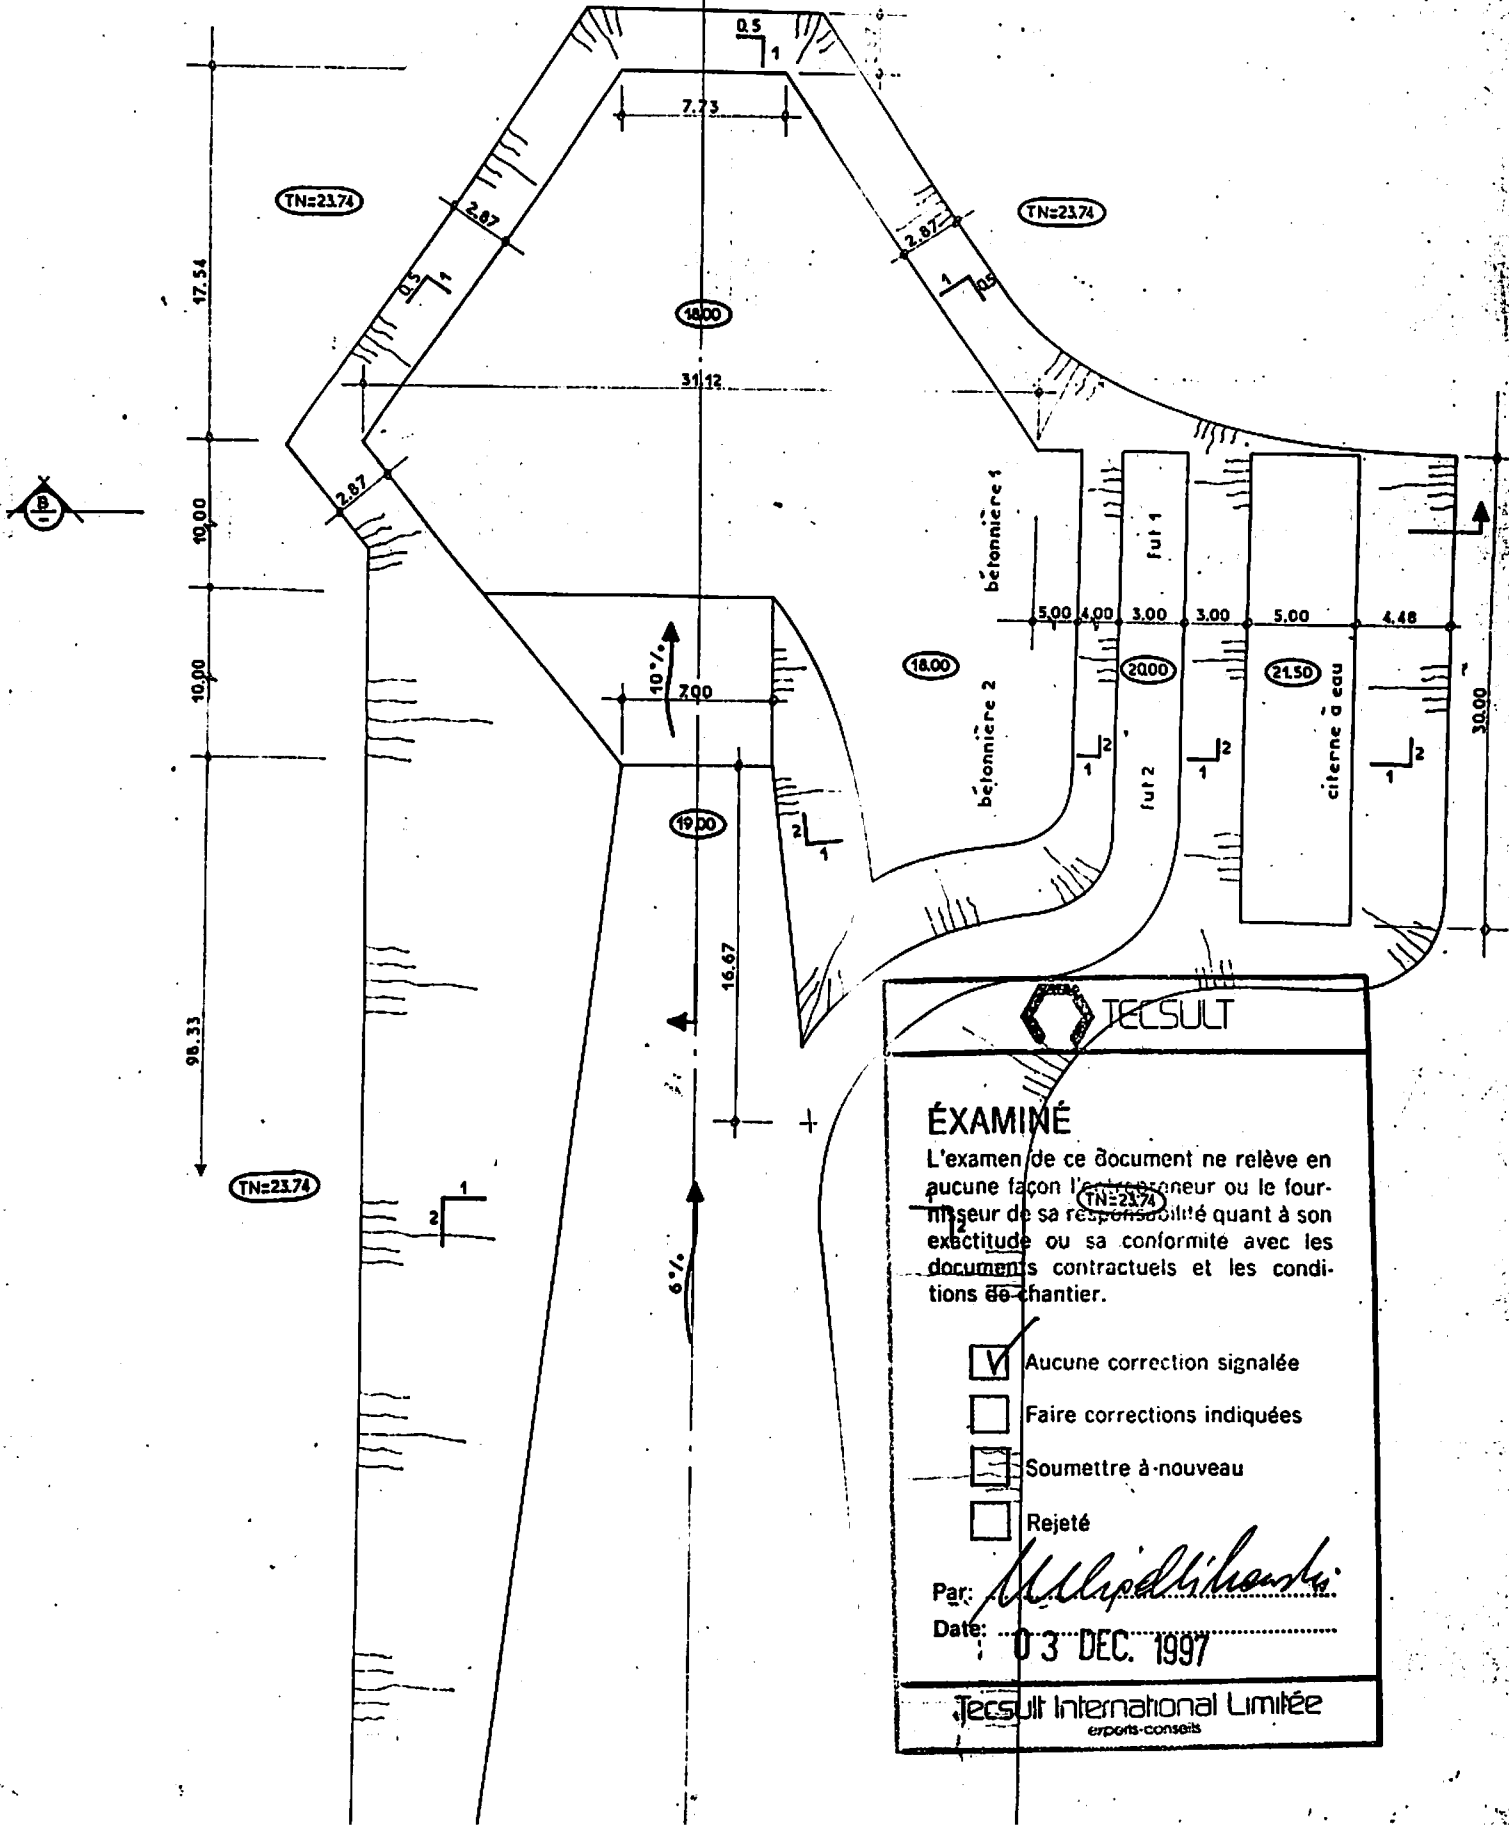 0.5
1
7.73
TN=23.74
2.87
2.87
TN=23.74
17.54
0.5
1
1
0.5
18.00
31.12
B
2.87
10.00
bétonnière 1
fut 1
5.00 4.00 3.00 3.00 5.00 4.48
10%
7.00
10.00
18.00
20.00
21.50
30.00
bétonnière 2
fut 2
citerne à eau
2
1
2
1
2
1
19.00
2
1
16.67
98.33
TECSULT
EXAMINÉ
L'examen de ce document ne relève en
aucune façon l'entrepreneur ou le four-
nisseur de sa responsabilité quant à son
exactitude ou sa conformité avec les
documents contractuels et les condi-
tions de chantier.
TN=23.74
TN=23.74
1
2
1
2
6%
Aucune correction signalée
Faire corrections indiquées
Soumettre à nouveau
Rejeté
Par:
Date:
03 DEC. 1997
Tecsult International Limitée
experts-conseils